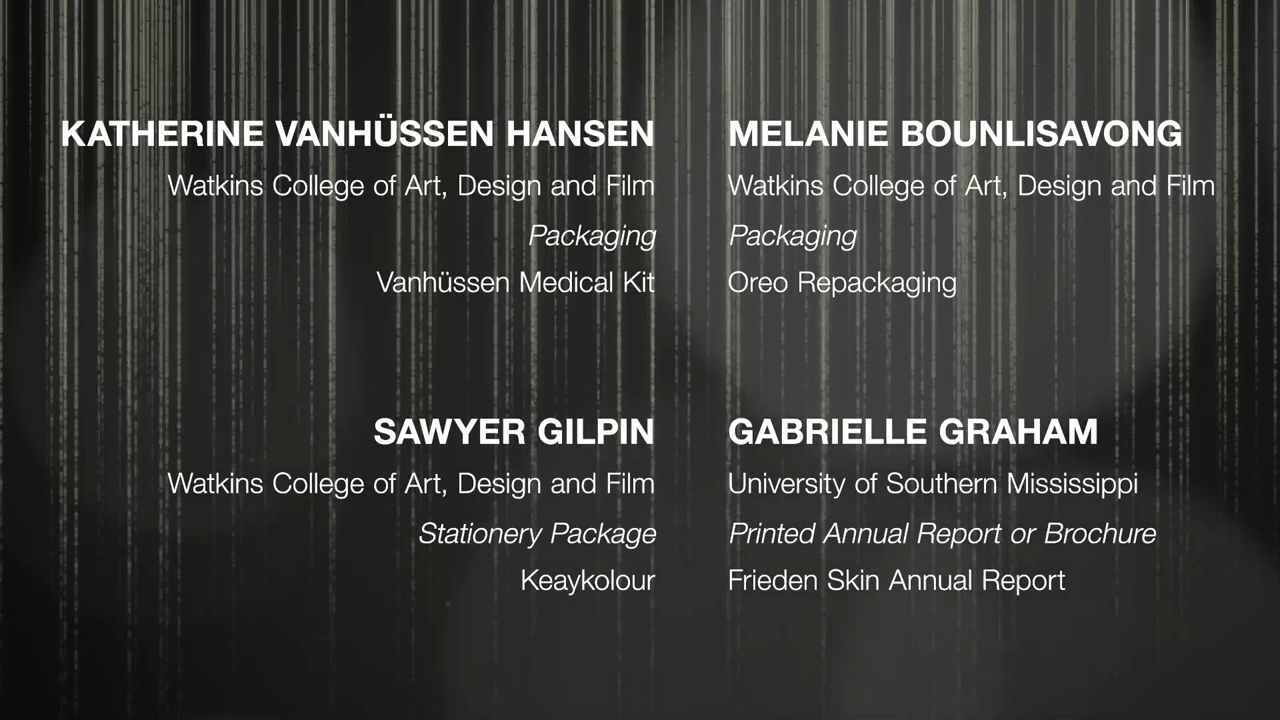 KATHERINE VANHÜSSEN HANSEN
Watkins College of Art, Design and Film
Packaging
Vanhüssen Medical Kit
MELANIE BOUNLISAVONG
Watkins College of Art, Design and Film
Packaging
Oreo Repackaging
SAWYER GILPIN
Watkins College of Art, Design and Film
Stationery Package
Keaykolour
GABRIELLE GRAHAM
University of Southern Mississippi
Printed Annual Report or Brochure
Frieden Skin Annual Report